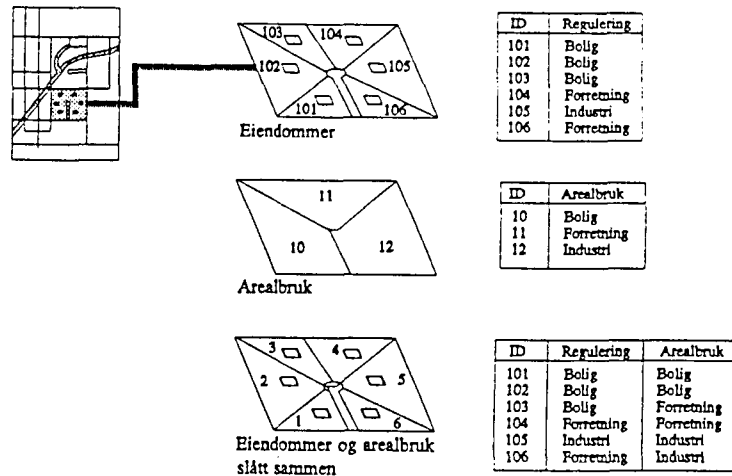 103
104
102
105
101
106
Eiendommer
ID Regulering
101 Bolig
102 Bolig
103 Bolig
104 Forretning
105 Industri
106 Forretning
11
10
12
Arealbruk
ID Arealbruk
10 Bolig
11 Forretning
12 Industri
3
4
2
5
1
6
Eiendommer og arealbruk
slått sammen
ID Regulering Arealbruk
101 Bolig Bolig
102 Bolig Bolig
103 Bolig Forretning
104 Forretning Forretning
105 Industri Industri
106 Forretning Industri